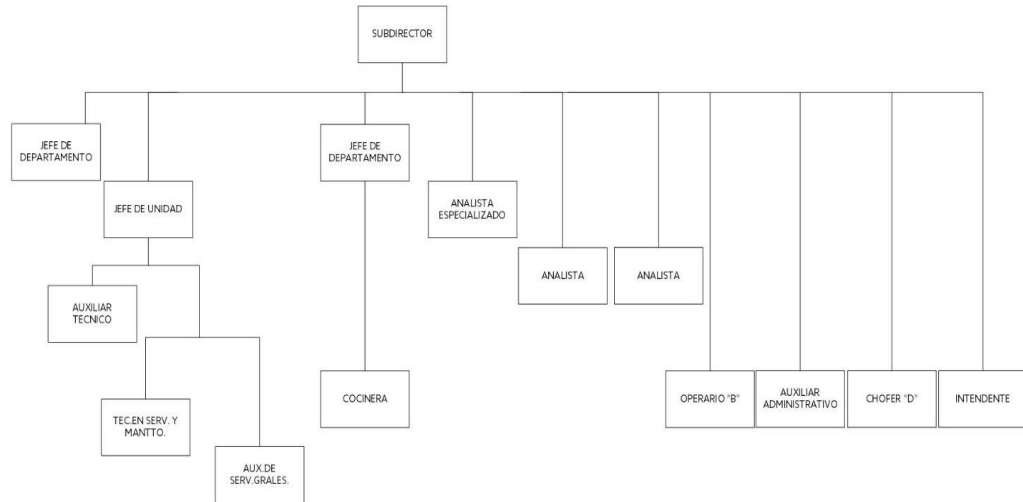 SUBDIRECTOR
JEFE DE
DEPARTAMENTO
JEFE DE
DEPARTAMENTO
JEFE DE UNIDAD
ANALISTA
ESPECIALIZADO
ANALISTA
ANALISTA
AUXILIAR
TECNICO
COCINERA
OPERARIO "B"
AUXILIAR
ADMINISTRATIVO
CHOFER "D"
INTENDENTE
TEC.EN SERV. Y
MANTTO.
AUX.DE
SERV.GRALES.